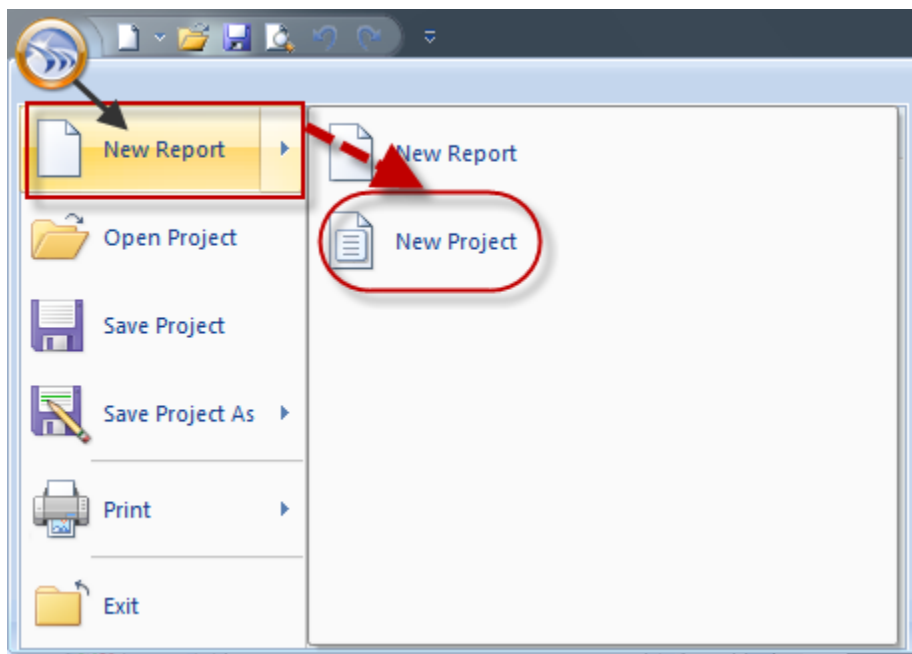 New Report
New Report
New Project
Open Project
Save Project
Save Project As
Print
Exit